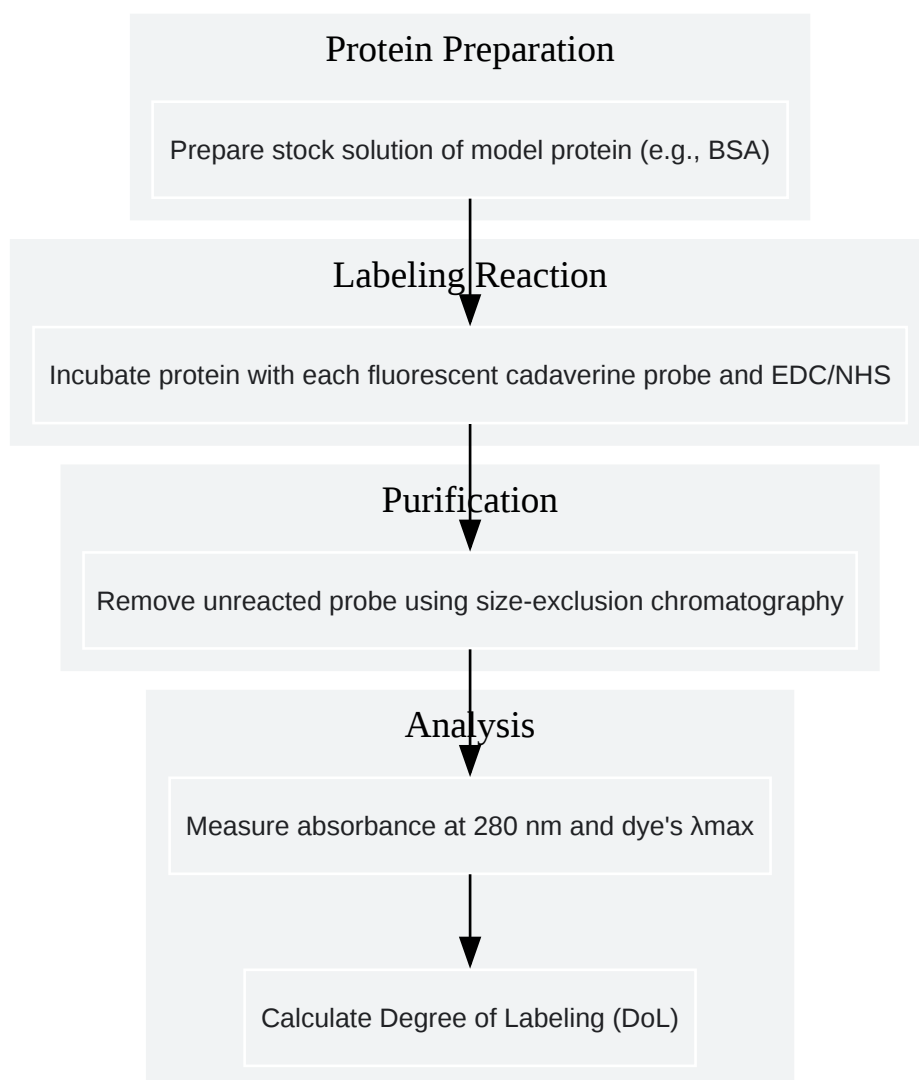 Protein Preparation
Prepare stock solution of model protein (e.g., BSA)
Labeling Reaction
Incubate protein with each fluorescent cadaverine probe and EDC/NHS
Purification
Remove unreacted probe using size-exclusion chromatography
Analysis
Measure absorbance at 280 nm and dye's λmax
Calculate Degree of Labeling (DoL)